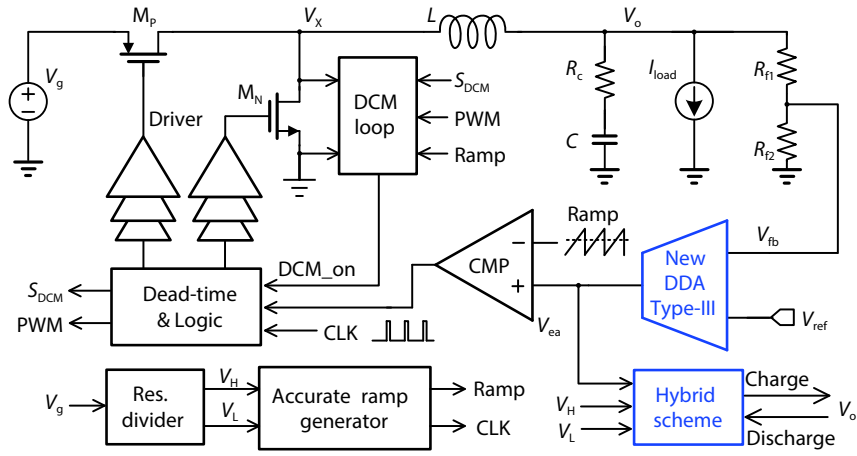 M_P
V_X
L
V_o
V_g
+
−
Driver
M_N
DCM
loop
S_DCM
PWM
Ramp
R_c
C
I_load
R_f1
R_f2
V_fb
Ramp
CMP
−
+
New
DDA
Type-III
V_ref
V_ea
DCM_on
S_DCM
PWM
Dead-time
& Logic
CLK
V_g
Res.
divider
V_H
V_L
Accurate ramp
generator
Ramp
CLK
V_H
V_L
Hybrid
scheme
Charge
Discharge
V_o